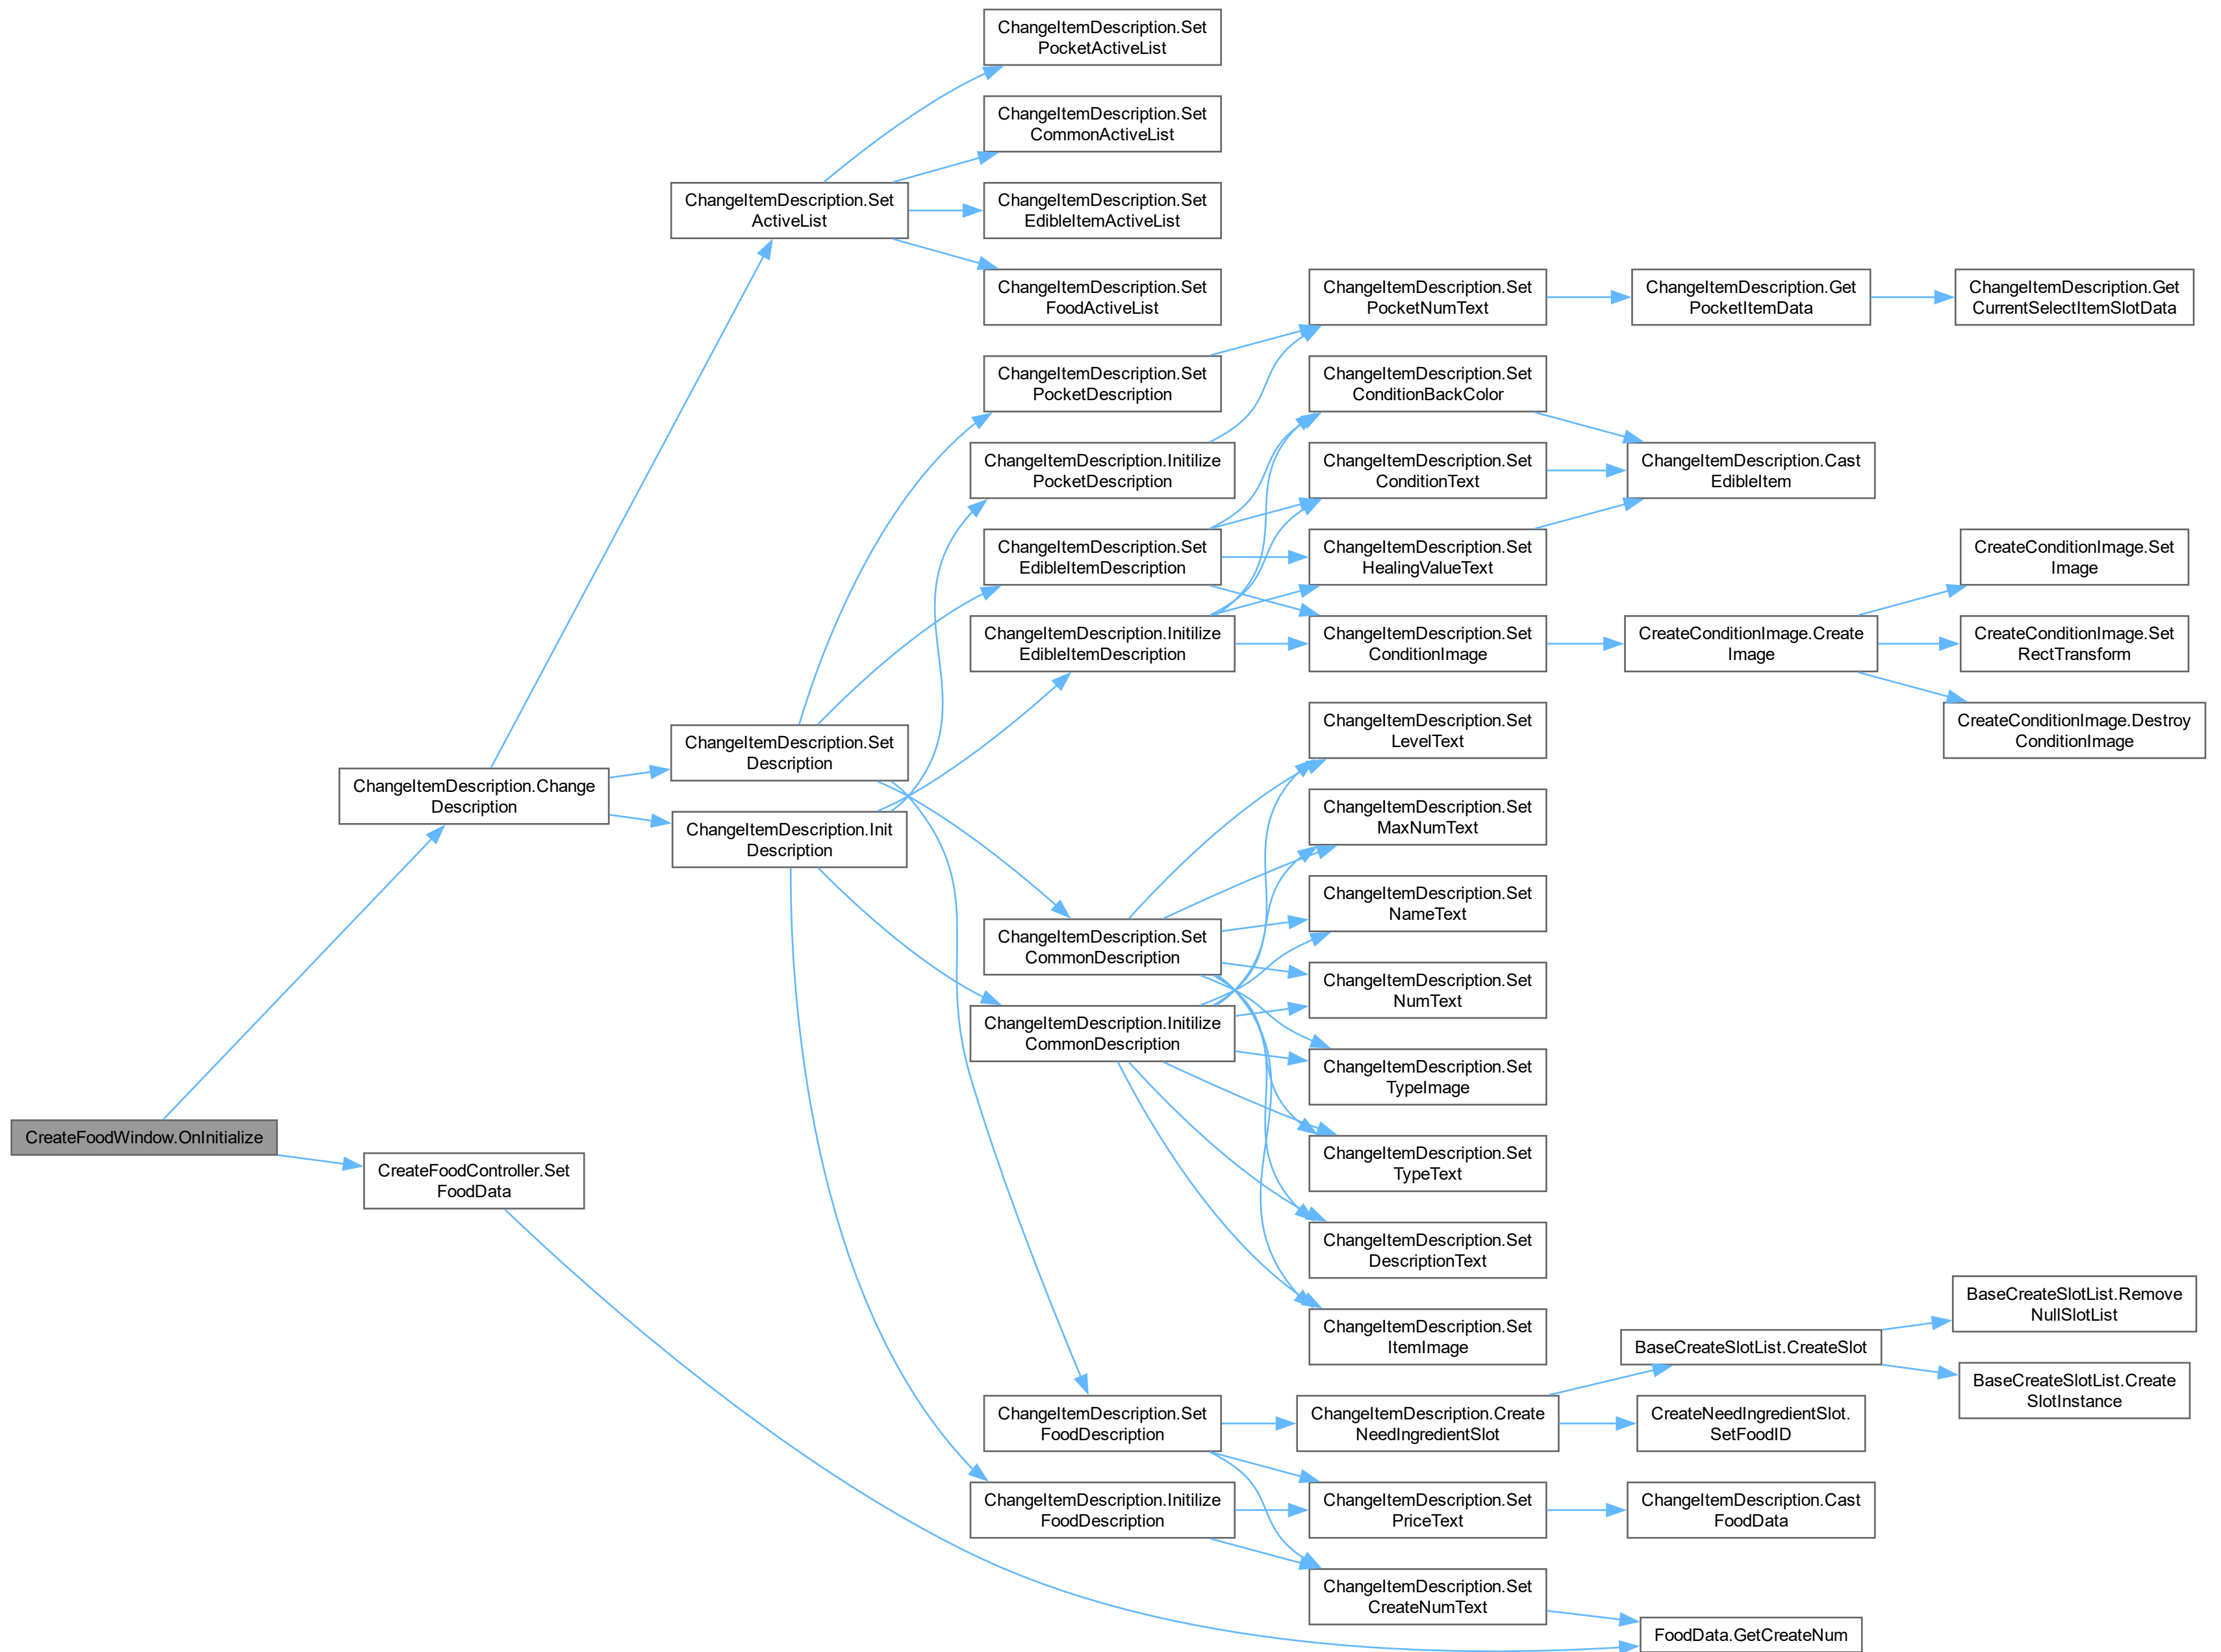 ChangeItemDescription.Set
PocketActiveList
ChangeItemDescription.Set
CommonActiveList
ChangeItemDescription.Set
ActiveList
ChangeItemDescription.Set
EdibleItemActiveList
ChangeItemDescription.Set
FoodActiveList
ChangeItemDescription.Set
PocketNumText
ChangeItemDescription.Get
PocketItemData
ChangeItemDescription.Get
CurrentSelectItemSlotData
ChangeItemDescription.Set
PocketDescription
ChangeItemDescription.Set
ConditionBackColor
ChangeItemDescription.Initilize
PocketDescription
ChangeItemDescription.Set
ConditionText
ChangeItemDescription.Cast
EdibleItem
ChangeItemDescription.Set
EdibleItemDescription
ChangeItemDescription.Set
HealingValueText
CreateConditionImage.Set
Image
ChangeItemDescription.Initilize
EdibleItemDescription
ChangeItemDescription.Set
ConditionImage
CreateConditionImage.Create
Image
CreateConditionImage.Set
RectTransform
CreateConditionImage.Destroy
ConditionImage
ChangeItemDescription.Set
LevelText
ChangeItemDescription.Set
Description
ChangeItemDescription.Change
Description
ChangeItemDescription.Set
MaxNumText
ChangeItemDescription.Init
Description
ChangeItemDescription.Set
NameText
ChangeItemDescription.Set
CommonDescription
ChangeItemDescription.Set
NumText
ChangeItemDescription.Initilize
CommonDescription
ChangeItemDescription.Set
TypeImage
CreateFoodWindow.OnInitialize
ChangeItemDescription.Set
TypeText
CreateFoodController.Set
FoodData
ChangeItemDescription.Set
DescriptionText
ChangeItemDescription.Set
ItemImage
BaseCreateSlotList.Remove
NullSlotList
BaseCreateSlotList.CreateSlot
BaseCreateSlotList.Create
SlotInstance
ChangeItemDescription.Set
FoodDescription
ChangeItemDescription.Create
NeedIngredientSlot
CreateNeedIngredientSlot.
SetFoodID
ChangeItemDescription.Initilize
FoodDescription
ChangeItemDescription.Set
PriceText
ChangeItemDescription.Cast
FoodData
ChangeItemDescription.Set
CreateNumText
FoodData.GetCreateNum